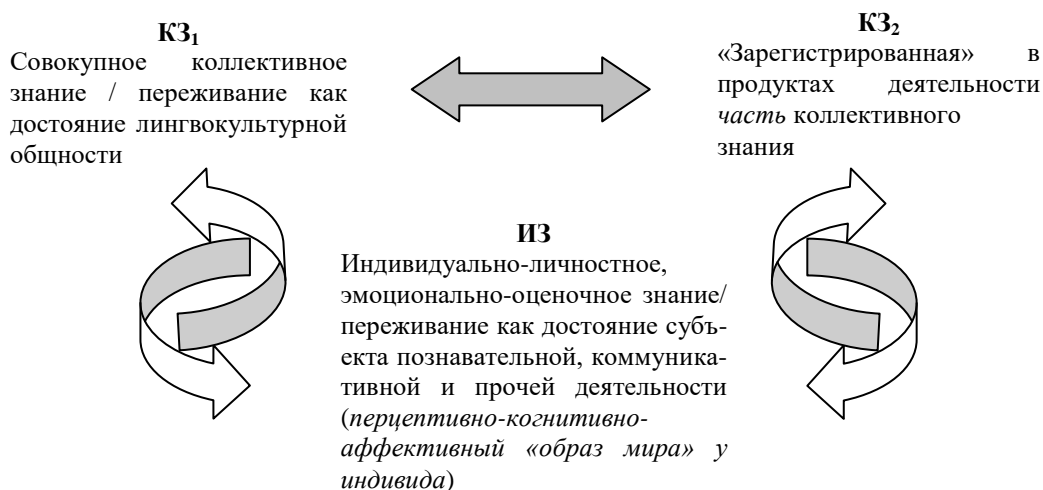 КЗ1
Совокупное коллективное
знание / переживание как
достояние лингвокультурной
общности
КЗ2
«Зарегистрированная» в
продуктах деятельности
часть коллективного
знания
ИЗ
Индивидуально-личностное,
эмоционально-оценочное знание/
переживание как достояние субъ-
екта познавательной, коммуника-
тивной и прочей деятельности
(перцептивно-когнитивно-
аффективный «образ мира» у
индивида)